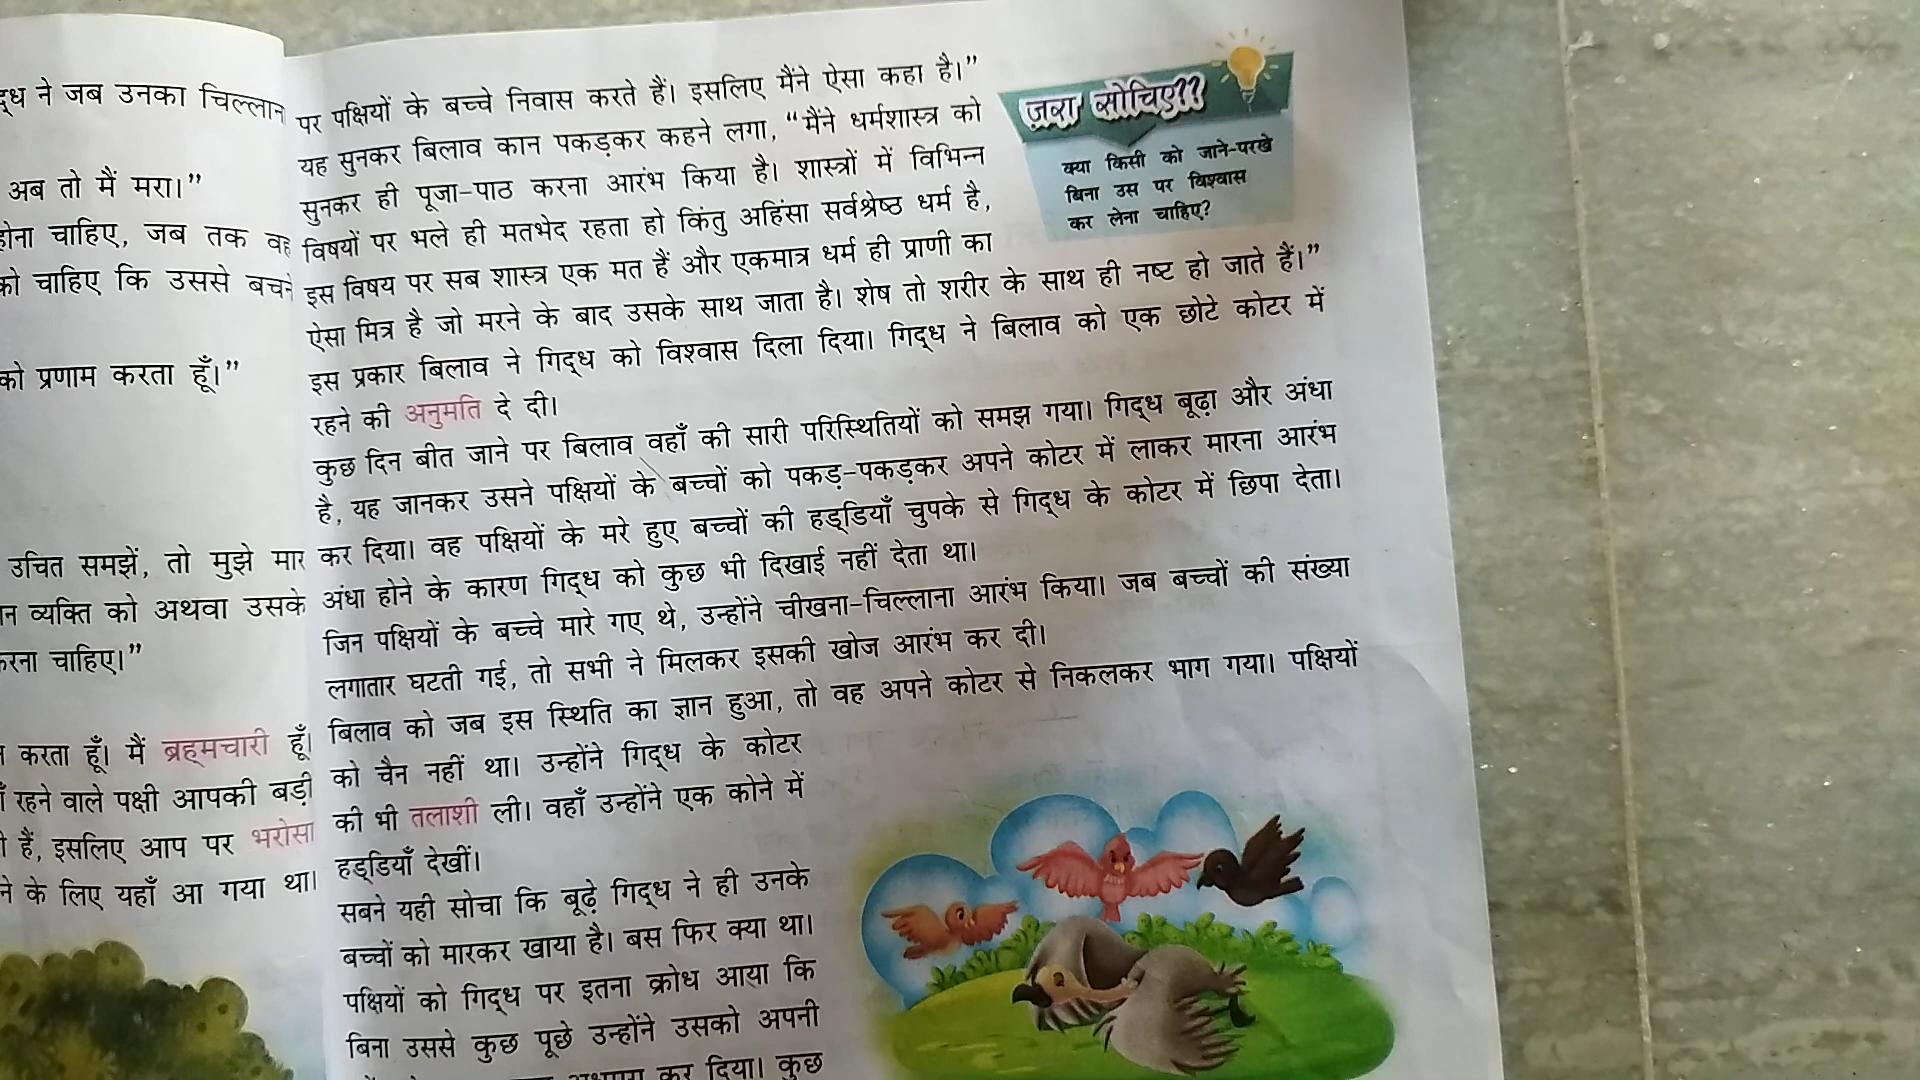 द्ध ने जब उनका चिल्लान
अब तो मैं मरा।”
होना चाहिए, जब तक वह
को चाहिए कि उससे बचने
को प्रणाम करता हूँ।”
उचित समझें, तो मुझे मार
व्यक्ति को अथवा उसके
करना चाहिए।”
करता हूँ। मैं ब्रह्मचारी हूँ।
रहने वाले पक्षी आपकी बड़ी
हैं, इसलिए आप पर भरोसा
ने के लिए यहाँ आ गया था।
पर पक्षियों के बच्चे निवास करते हैं। इसलिए मैंने ऐसा कहा है।”
यह सुनकर बिलाव कान पकड़कर कहने लगा, “मैंने धर्मशास्त्र को
सुनकर ही पूजा-पाठ करना आरंभ किया है। शास्त्रों में विभिन्न
विषयों पर भले ही मतभेद रहता हो किंतु अहिंसा सर्वश्रेष्ठ धर्म है,
इस विषय पर सब शास्त्र एक मत हैं और एकमात्र धर्म ही प्राणी का
ऐसा मित्र है जो मरने के बाद उसके साथ जाता है। शेष तो शरीर के साथ ही नष्ट हो जाते हैं।”
इस प्रकार बिलाव ने गिद्ध को विश्वास दिला दिया। गिद्ध ने बिलाव को एक छोटे कोटर में
रहने की अनुमति दे दी।
कुछ दिन बीत जाने पर बिलाव वहाँ की सारी परिस्थितियों को समझ गया। गिद्ध बूढ़ा और अंधा
है, यह जानकर उसने पक्षियों के बच्चों को पकड़-पकड़कर अपने कोटर में लाकर मारना आरंभ
कर दिया। वह पक्षियों के मरे हुए बच्चों की हड्डियाँ चुपके से गिद्ध के कोटर में छिपा देता।
अंधा होने के कारण गिद्ध को कुछ भी दिखाई नहीं देता था।
जिन पक्षियों के बच्चे मारे गए थे, उन्होंने चीखना-चिल्लाना आरंभ किया। जब बच्चों की संख्या
लगातार घटती गई, तो सभी ने मिलकर इसकी खोज आरंभ कर दी।
बिलाव को जब इस स्थिति का ज्ञान हुआ, तो वह अपने कोटर से निकलकर भाग गया। पक्षियों
को चैन नहीं था। उन्होंने गिद्ध के कोटर
की भी तलाशी ली। वहाँ उन्होंने एक कोने में
हड्डियाँ देखीं।
सबने यही सोचा कि बूढ़े गिद्ध ने ही उनके
बच्चों को मारकर खाया है। बस फिर क्या था।
पक्षियों को गिद्ध पर इतना क्रोध आया कि
बिना उससे कुछ पूछे उन्होंने उसको अपनी
कर दिया। कुछ
ज़रा सोचिए??
क्या किसी को जाने-परखे
बिना उस पर विश्वास
कर लेना चाहिए?